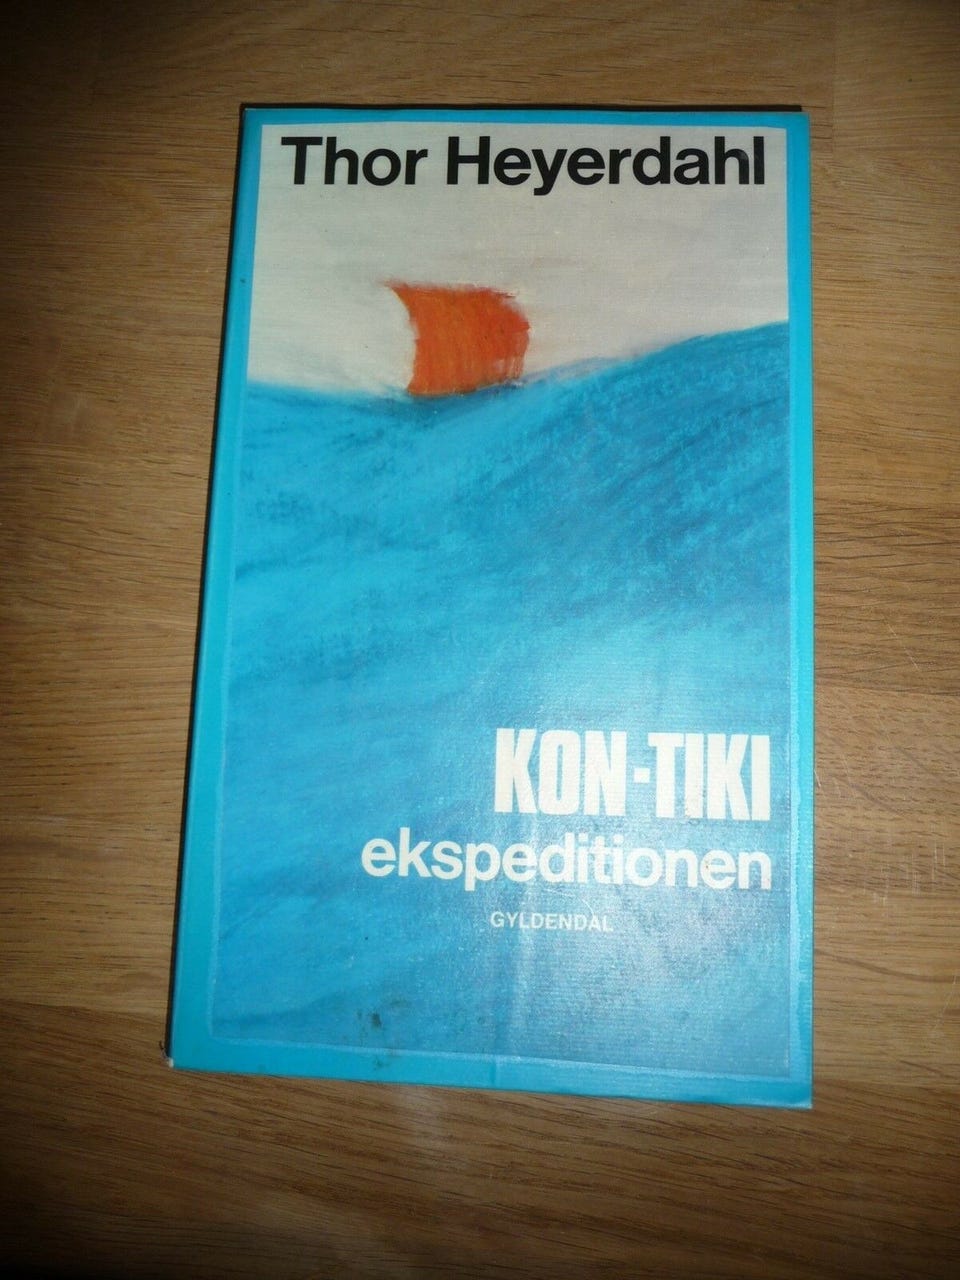 Thor Heyerdahl
KON-TIKI
ekspeditionen
GYLDENDAL